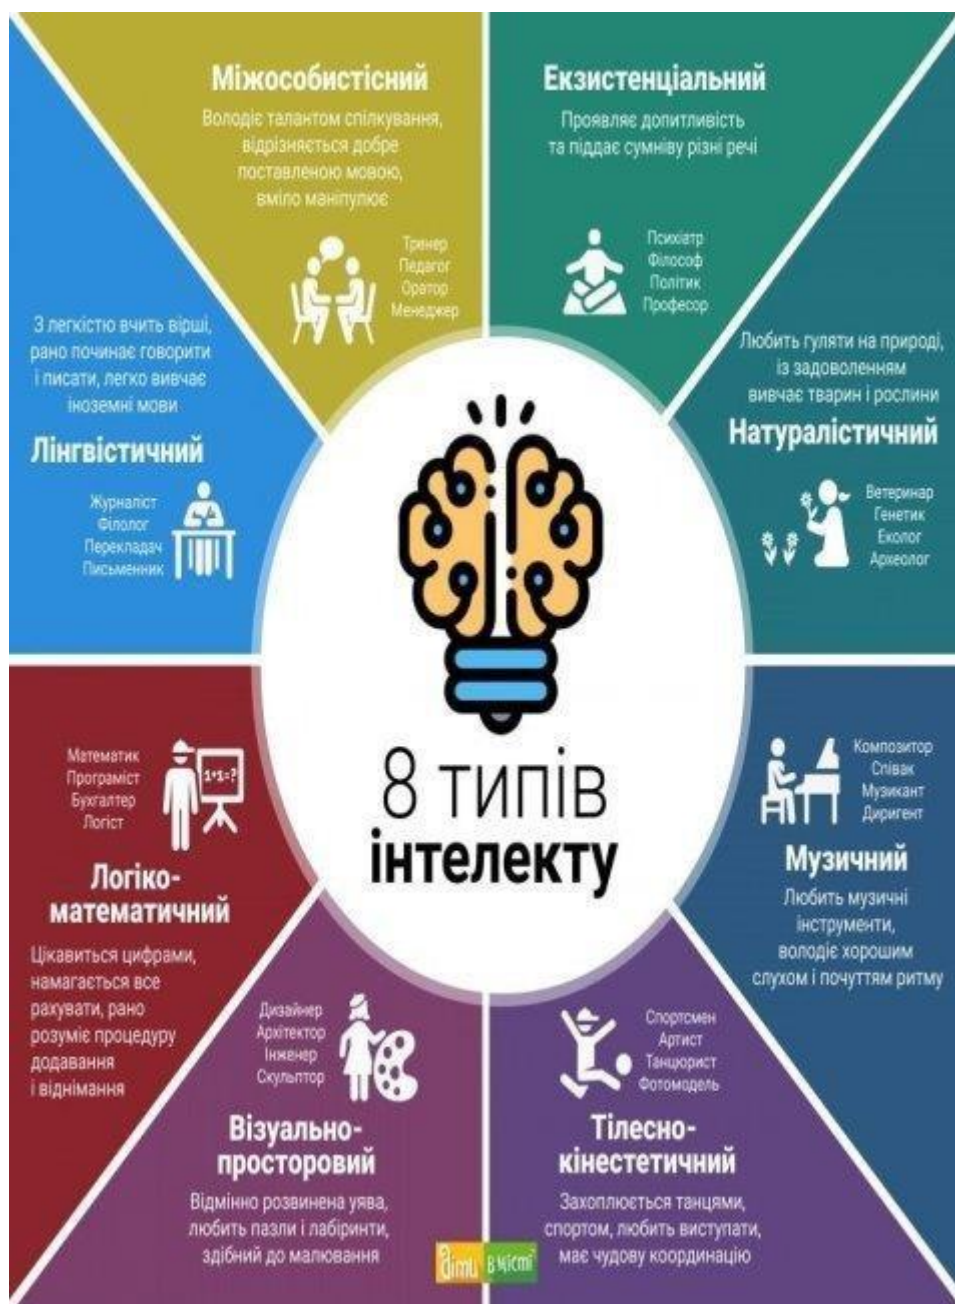 Міжособистісний
Володіє талантом спілкування,
відрізняється добре
поставленою мовою,
вміло маніпулює
Тренер
Педагог
Оратор
Менеджер
Екзистенціальний
Проявляє допитливість
та піддає сумніву різні речі
Психіатр
Філософ
Політик
Професор
З легкістю вчить вірші,
рано починає говорити
і писати, легко вивчає
іноземні мови
Лінгвістичний
Журналіст
Філолог
Перекладач
Письменник
Любить гуляти на природі,
із задоволенням
вивчає тварин і рослини
Натуралістичний
Ветеринар
Генетик
Еколог
Археолог
8 типів
інтелекту
Математик
Програміст
Бухгалтер
Логіст
1+1=?
Логіко-
математичний
Цікавиться цифрами,
намагається все
рахувати, рано
розуміє процедуру
додавання
і віднімання
Композитор
Співак
Музикант
Диригент
Музичний
Любить музичні
інструменти,
володіє хорошим
слухом і почуттям ритму
Дизайнер
Архітектор
Інженер
Скульптор
Візуально-
просторовий
Відмінно розвинена уява,
любить пазли і лабіринти,
здібний до малювання
Спортсмен
Артист
Танцюрист
Фотомодель
Тілесно-
кінестетичний
Захоплюється танцями,
спортом, любить виступати,
має чудову координацію
Діти в місті